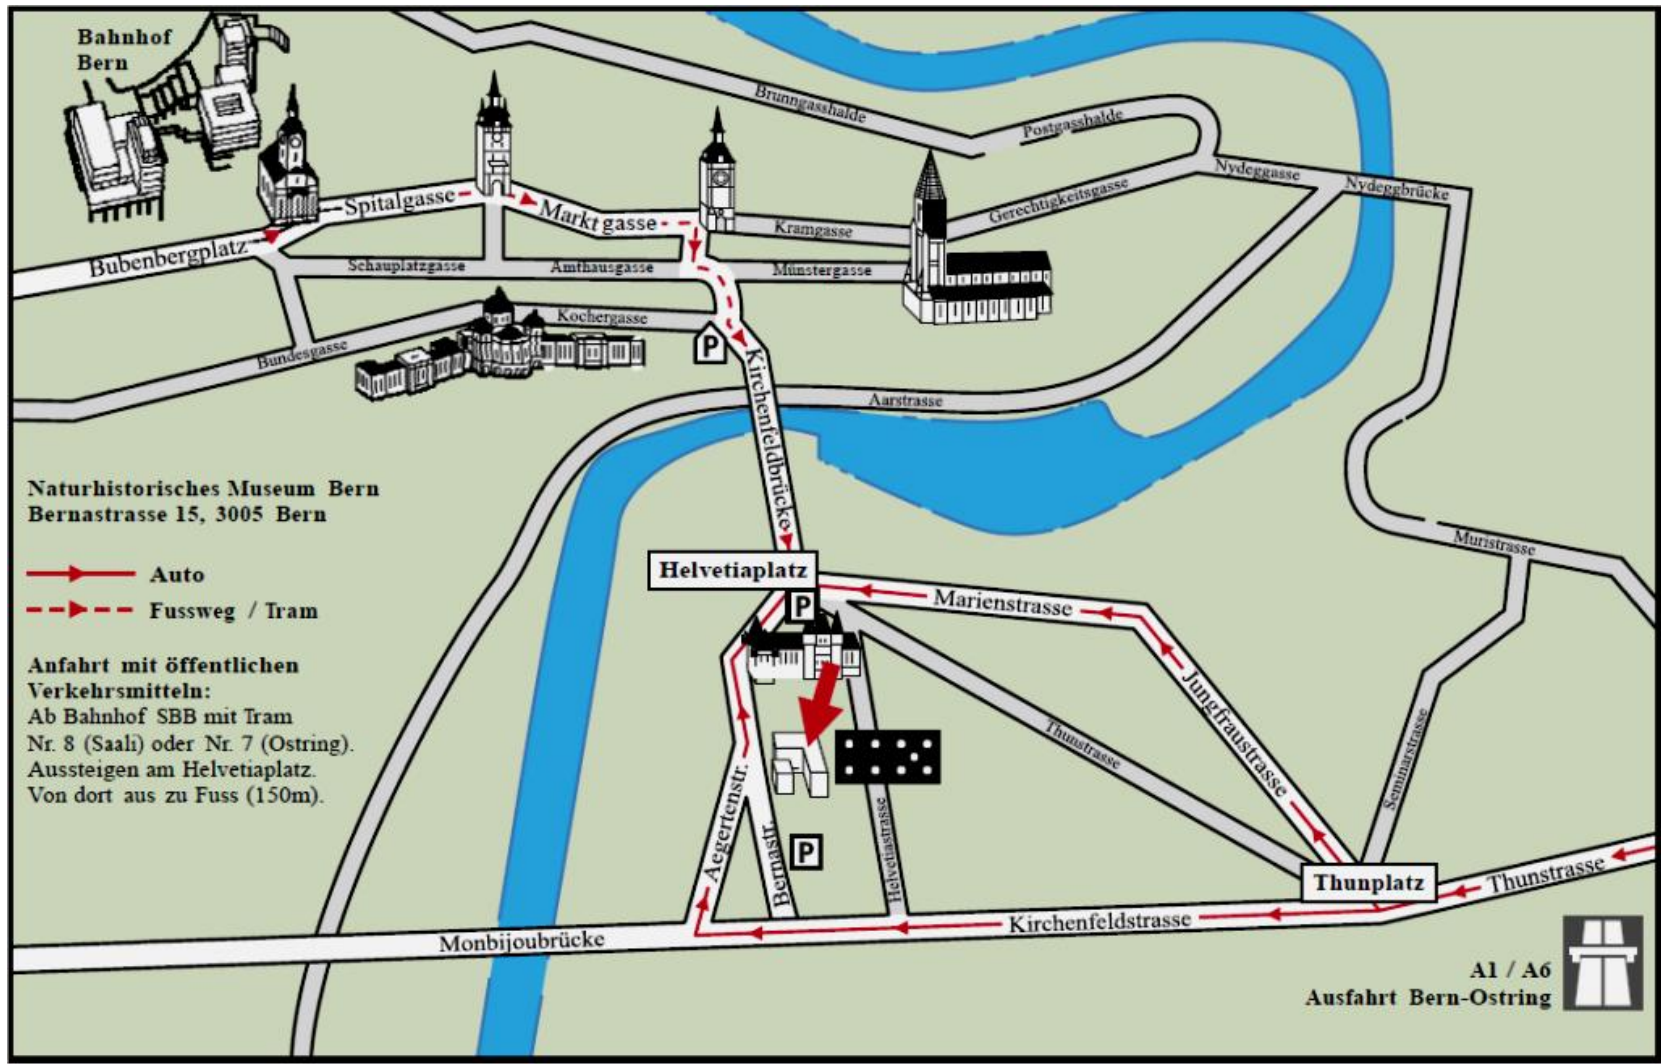 Bahnhof
Bern
Brunngasshalde
Postgasshalde
Nydeggasse
Nydeggbrücke
Spitalgasse
Marktgasse
Kramgasse
Gerechtigkeitsgasse
Bubenbergplatz
Schauplatzgasse
Amthausgasse
Münstergasse
Kochergasse
Bundesgasse
P
Kirchenfeldbrücke
Aarstrasse
Naturhistorisches Museum Bern
Bernastrasse 15, 3005 Bern
Auto
Fussweg / Tram
Anfahrt mit öffentlichen
Verkehrsmitteln:
Ab Bahnhof SBB mit Tram
Nr. 8 (Saali) oder Nr. 7 (Ostring).
Aussteigen am Helvetiaplatz.
Von dort aus zu Fuss (150m).
Helvetiaplatz
P
Marienstrasse
Muristrasse
Jungfraustrasse
Thunstrasse
Seminarstrasse
Aegertenstr.
Bernastr.
P
Helvetiastrasse
Thunplatz
Thunstrasse
Kirchenfeldstrasse
Monbijoubrücke
A1 / A6
Ausfahrt Bern-Ostring